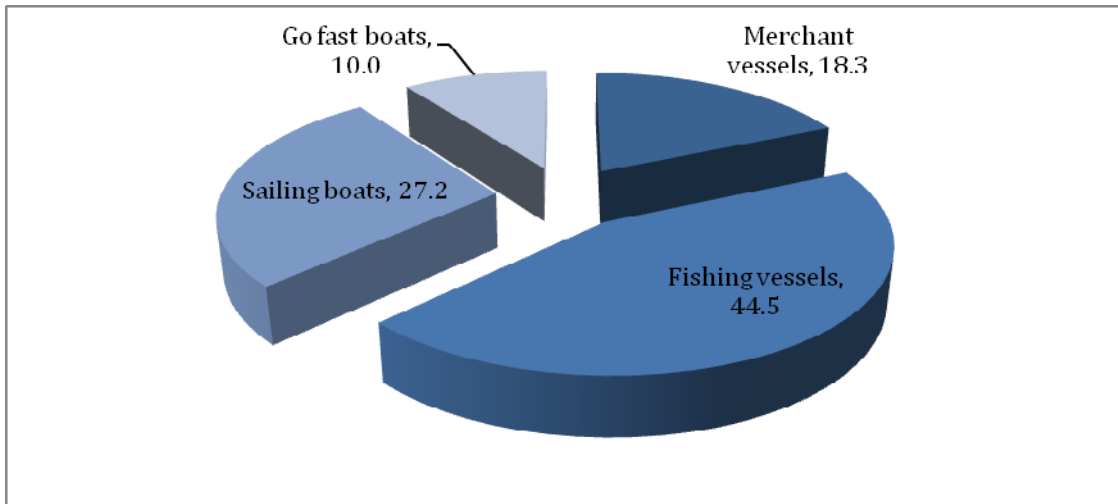 Go fast boats,
10.0
Merchant
vessels, 18.3
Sailing boats, 27.2
Fishing vessels,
44.5